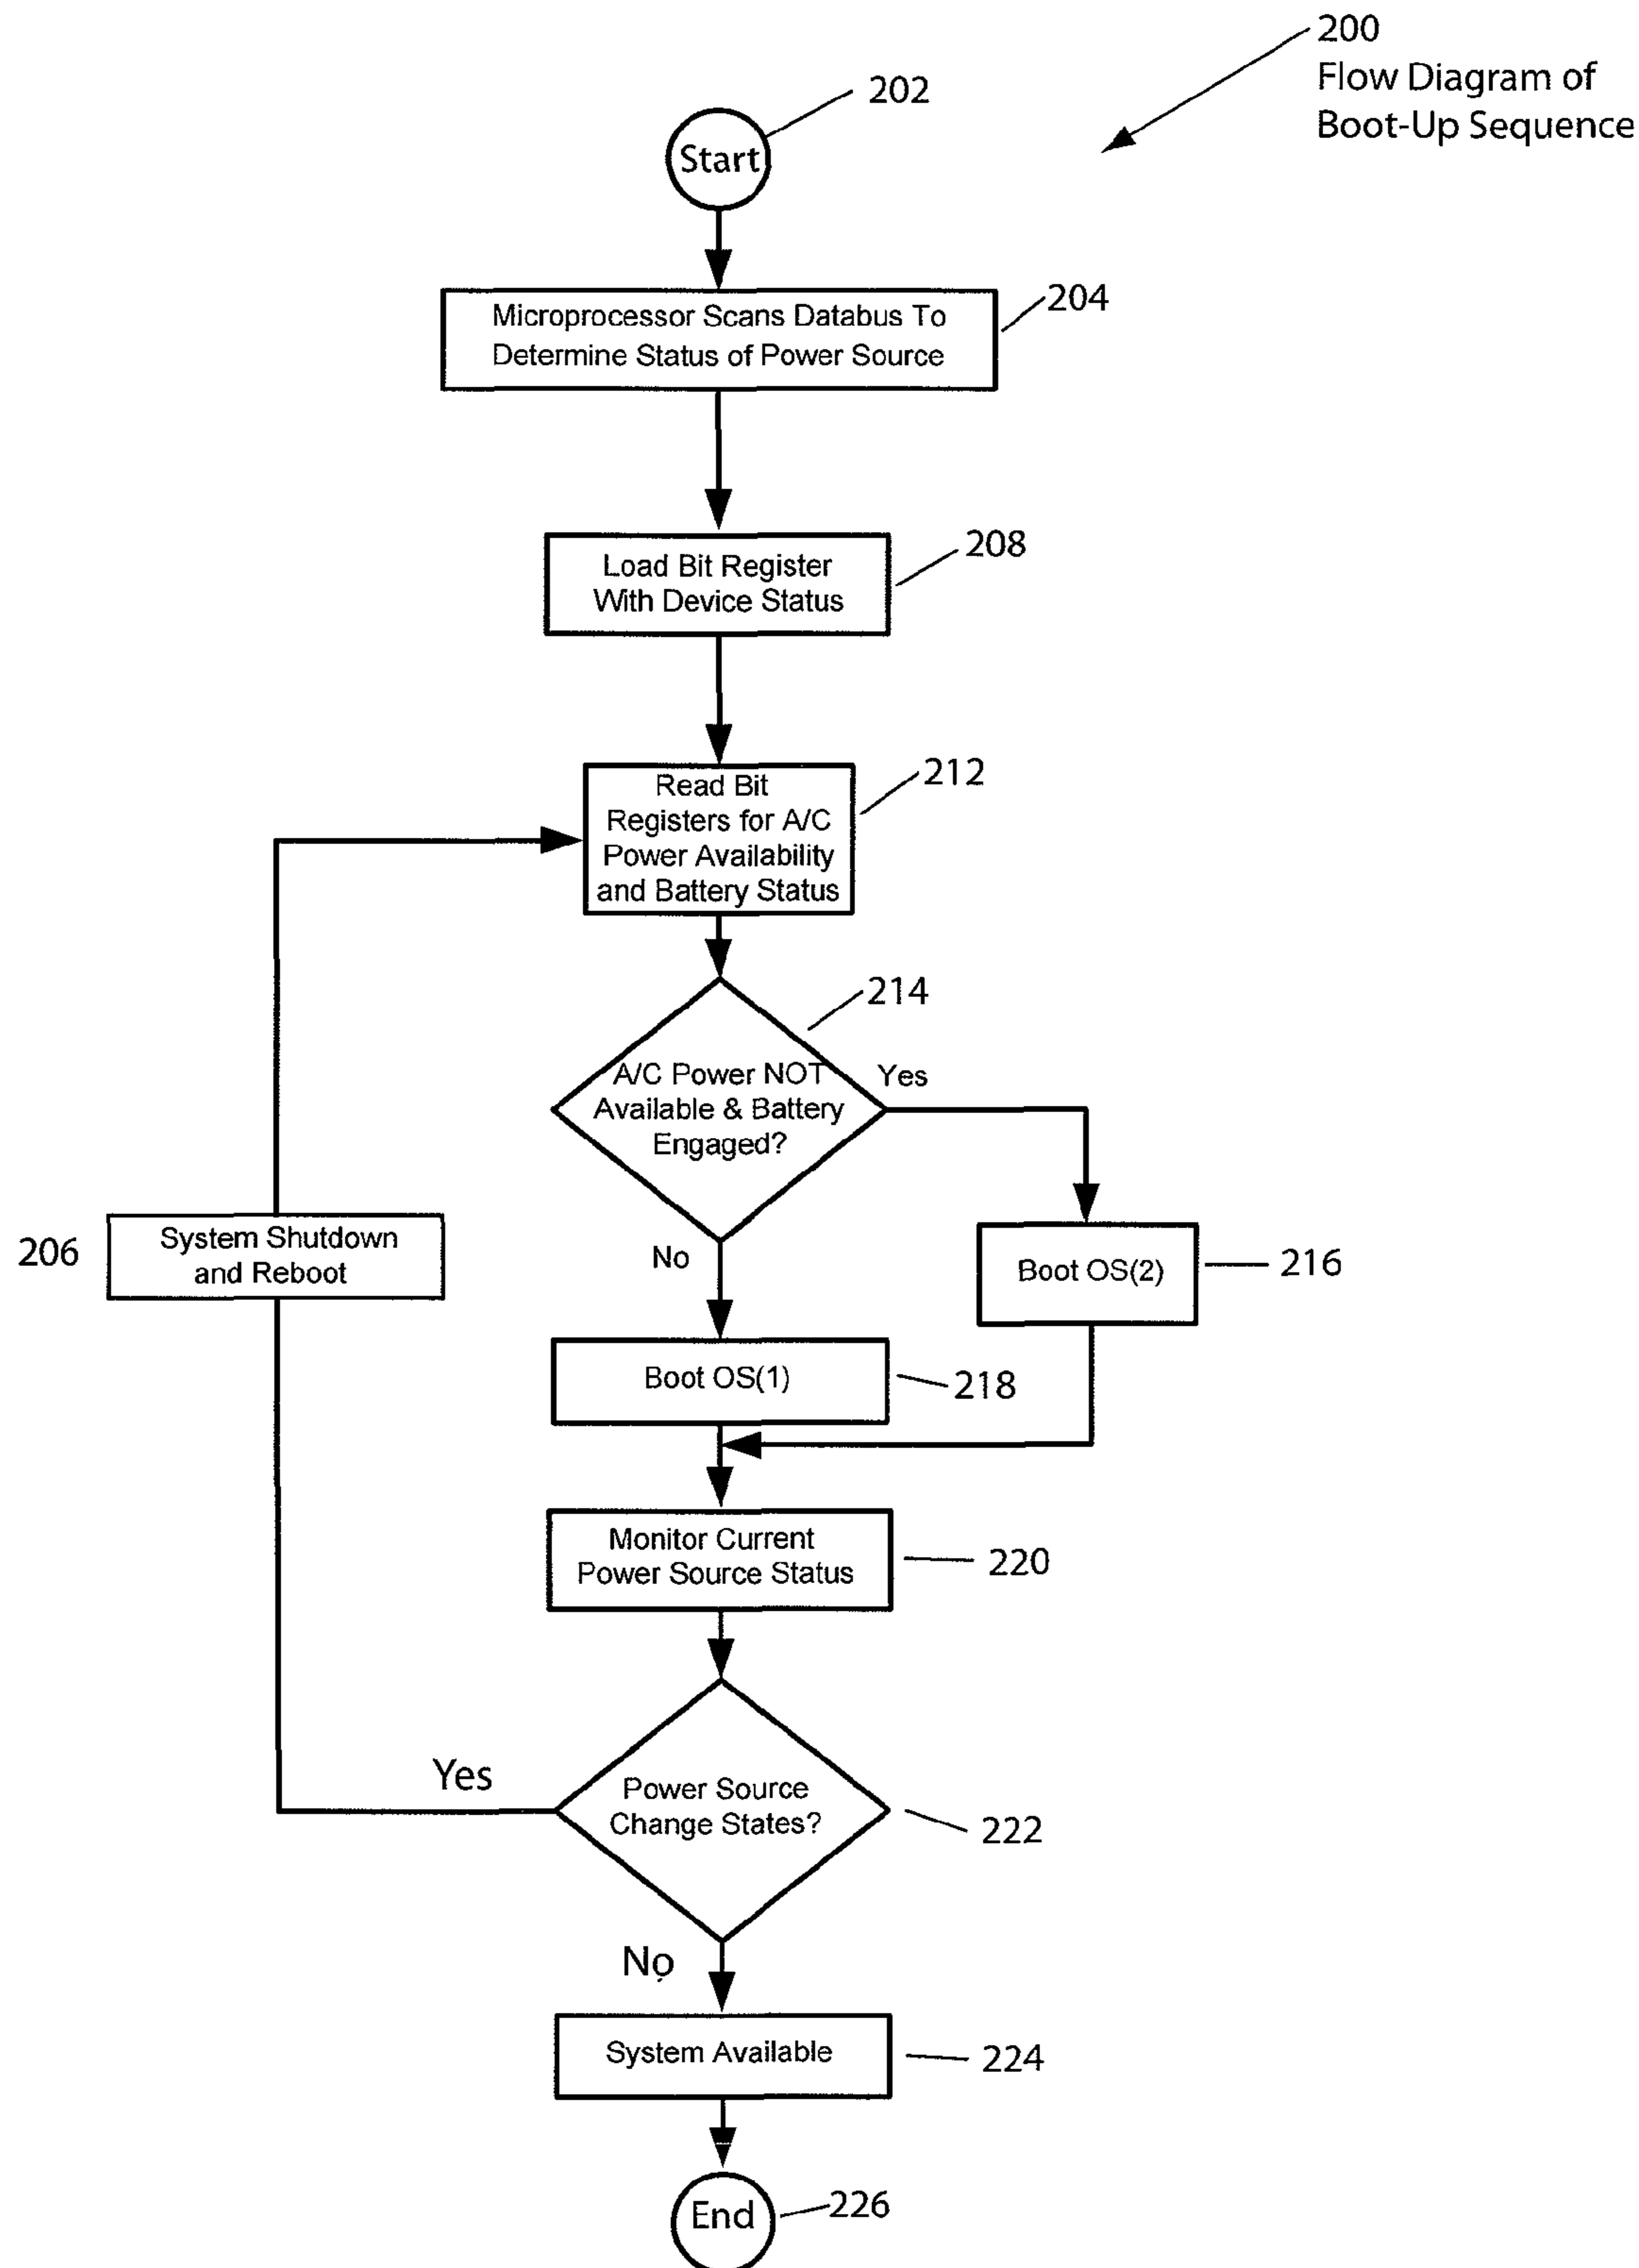 200
Flow Diagram of
Boot-Up Sequence
202
Start
204
Microprocessor Scans Databus To
Determine Status of Power Source
208
Load Bit Register
With Device Status
212
Read Bit
Registers for A/C
Power Availability
and Battery Status
214
A/C Power NOT
Available & Battery
Engaged?
Yes
No
206
System Shutdown
and Reboot
Boot OS(2)
216
Boot OS(1)
218
Monitor Current
Power Source Status
220
Yes
Power Source
Change States?
222
No
System Available
224
End
226